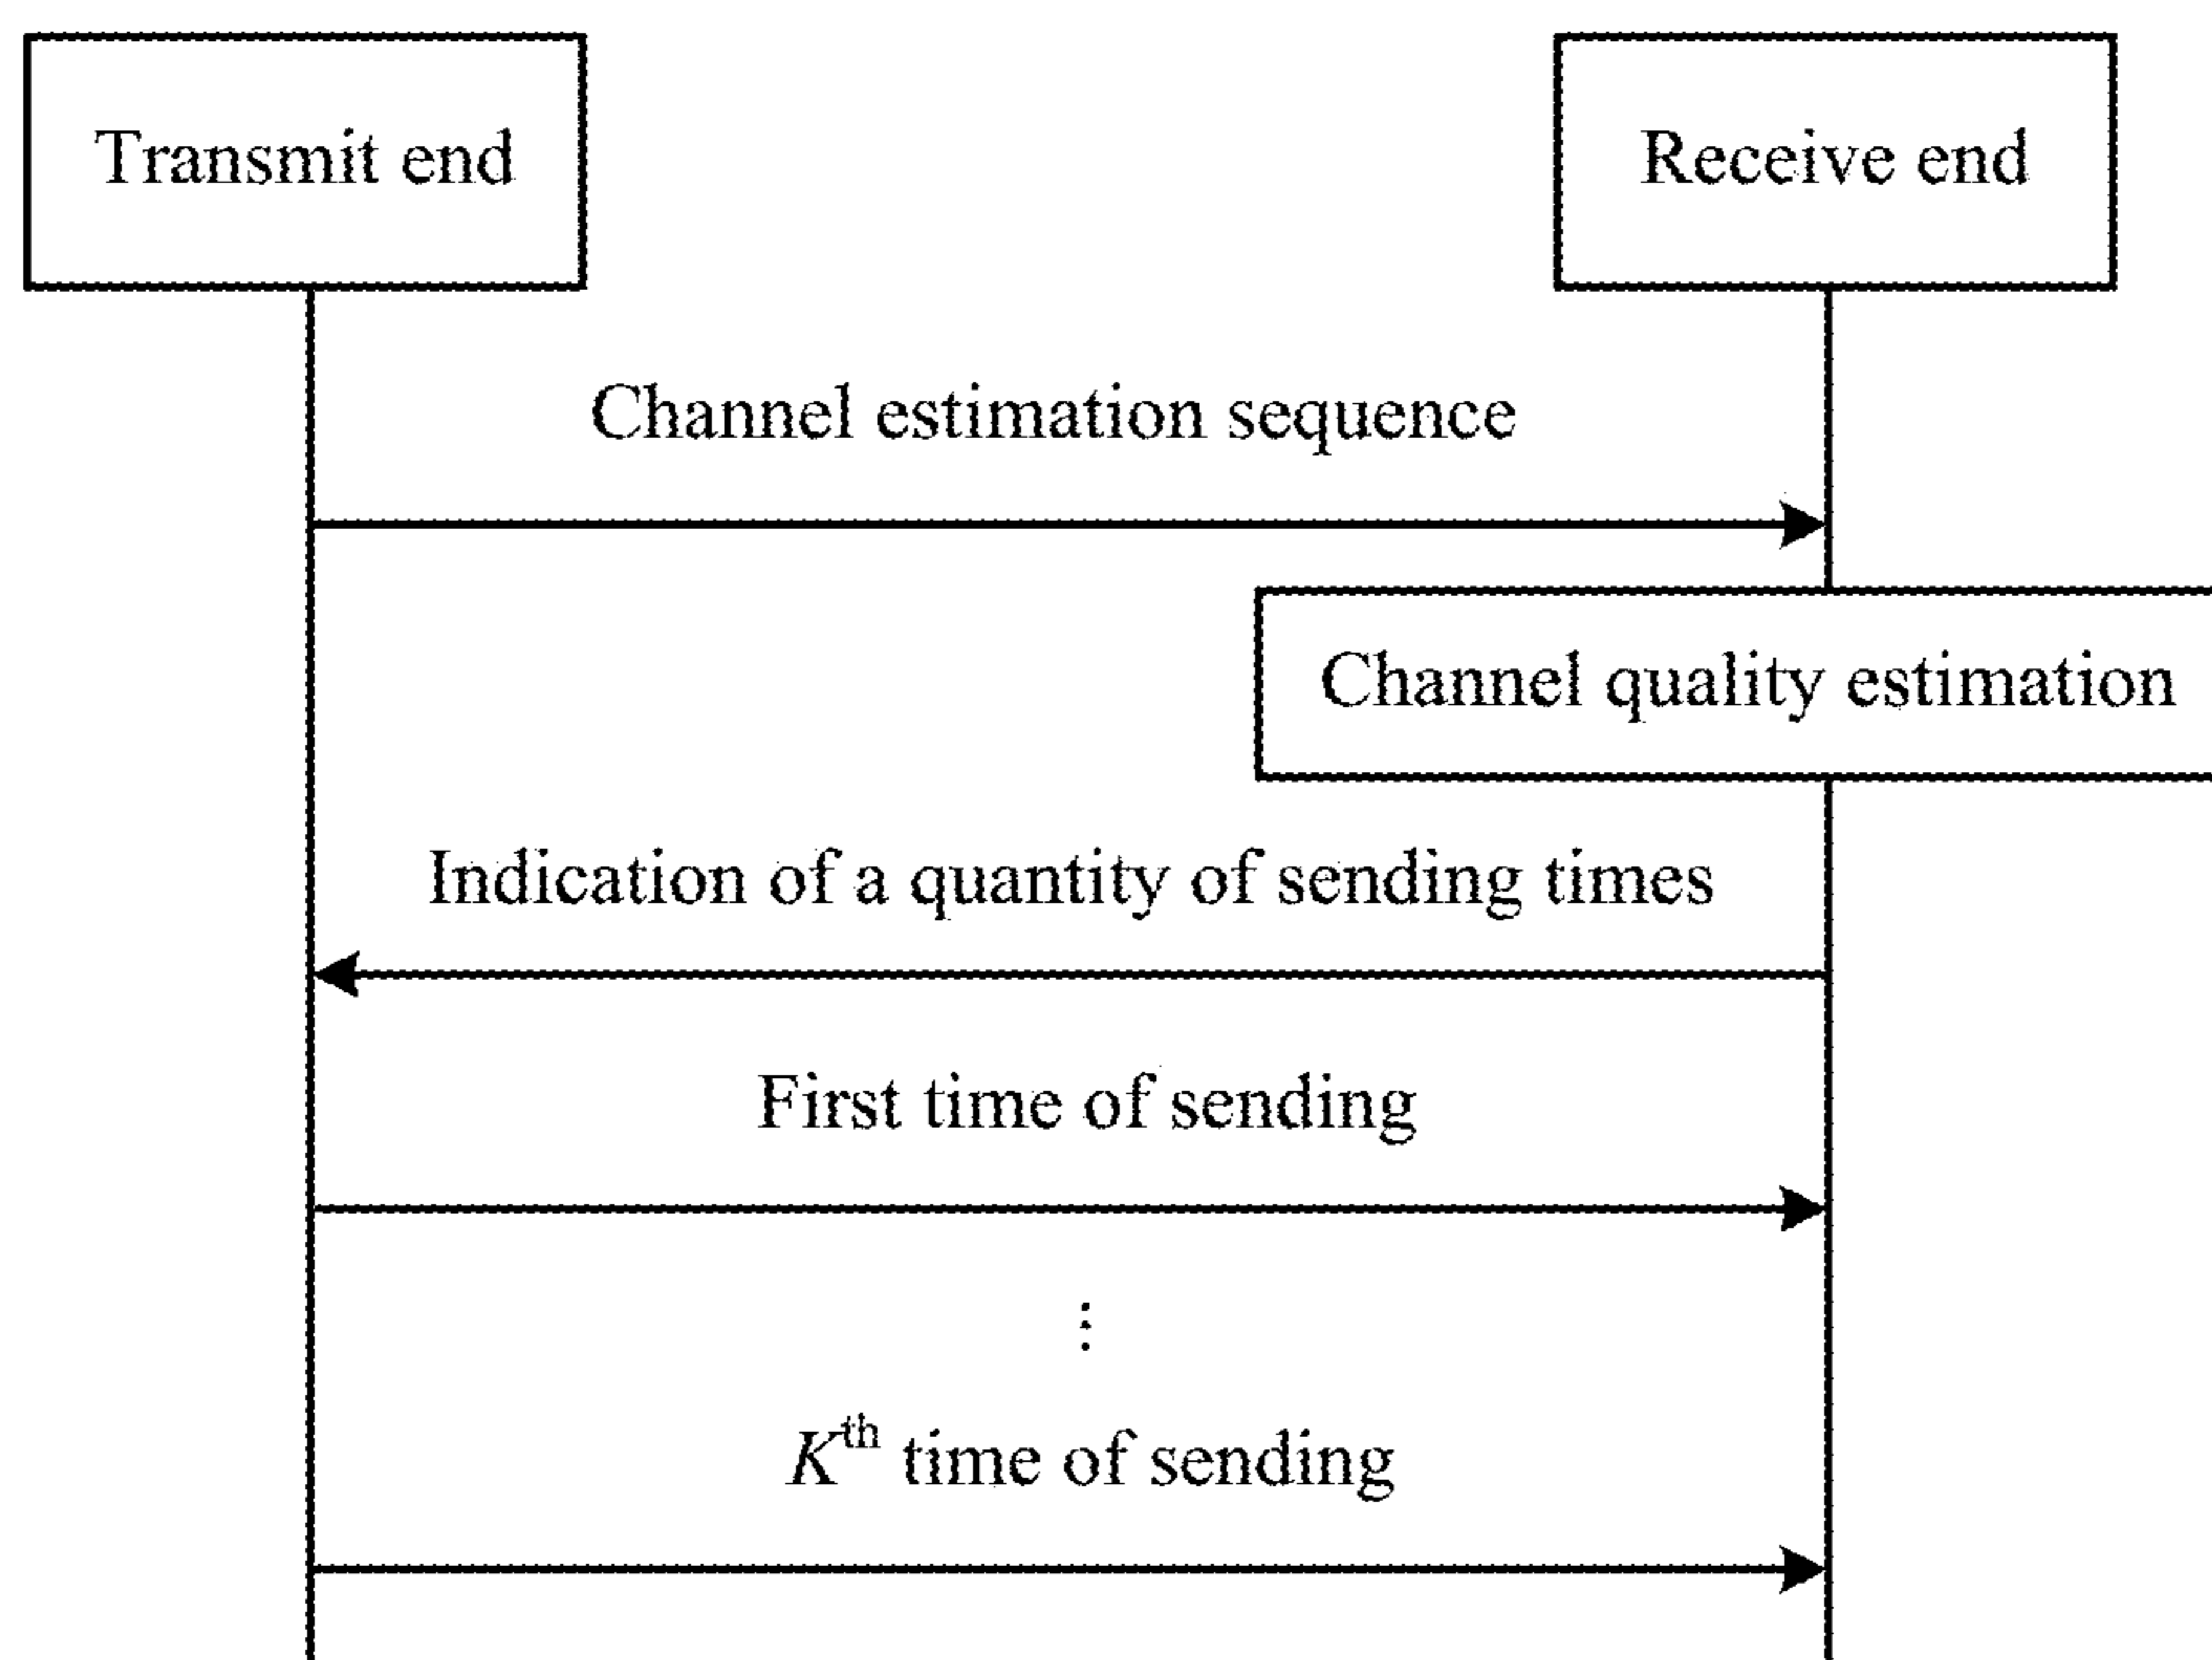 Transmit end
Receive end
Channel estimation sequence
Channel quality estimation
Indication of a quantity of sending times
First time of sending
⋮
Kth time of sending